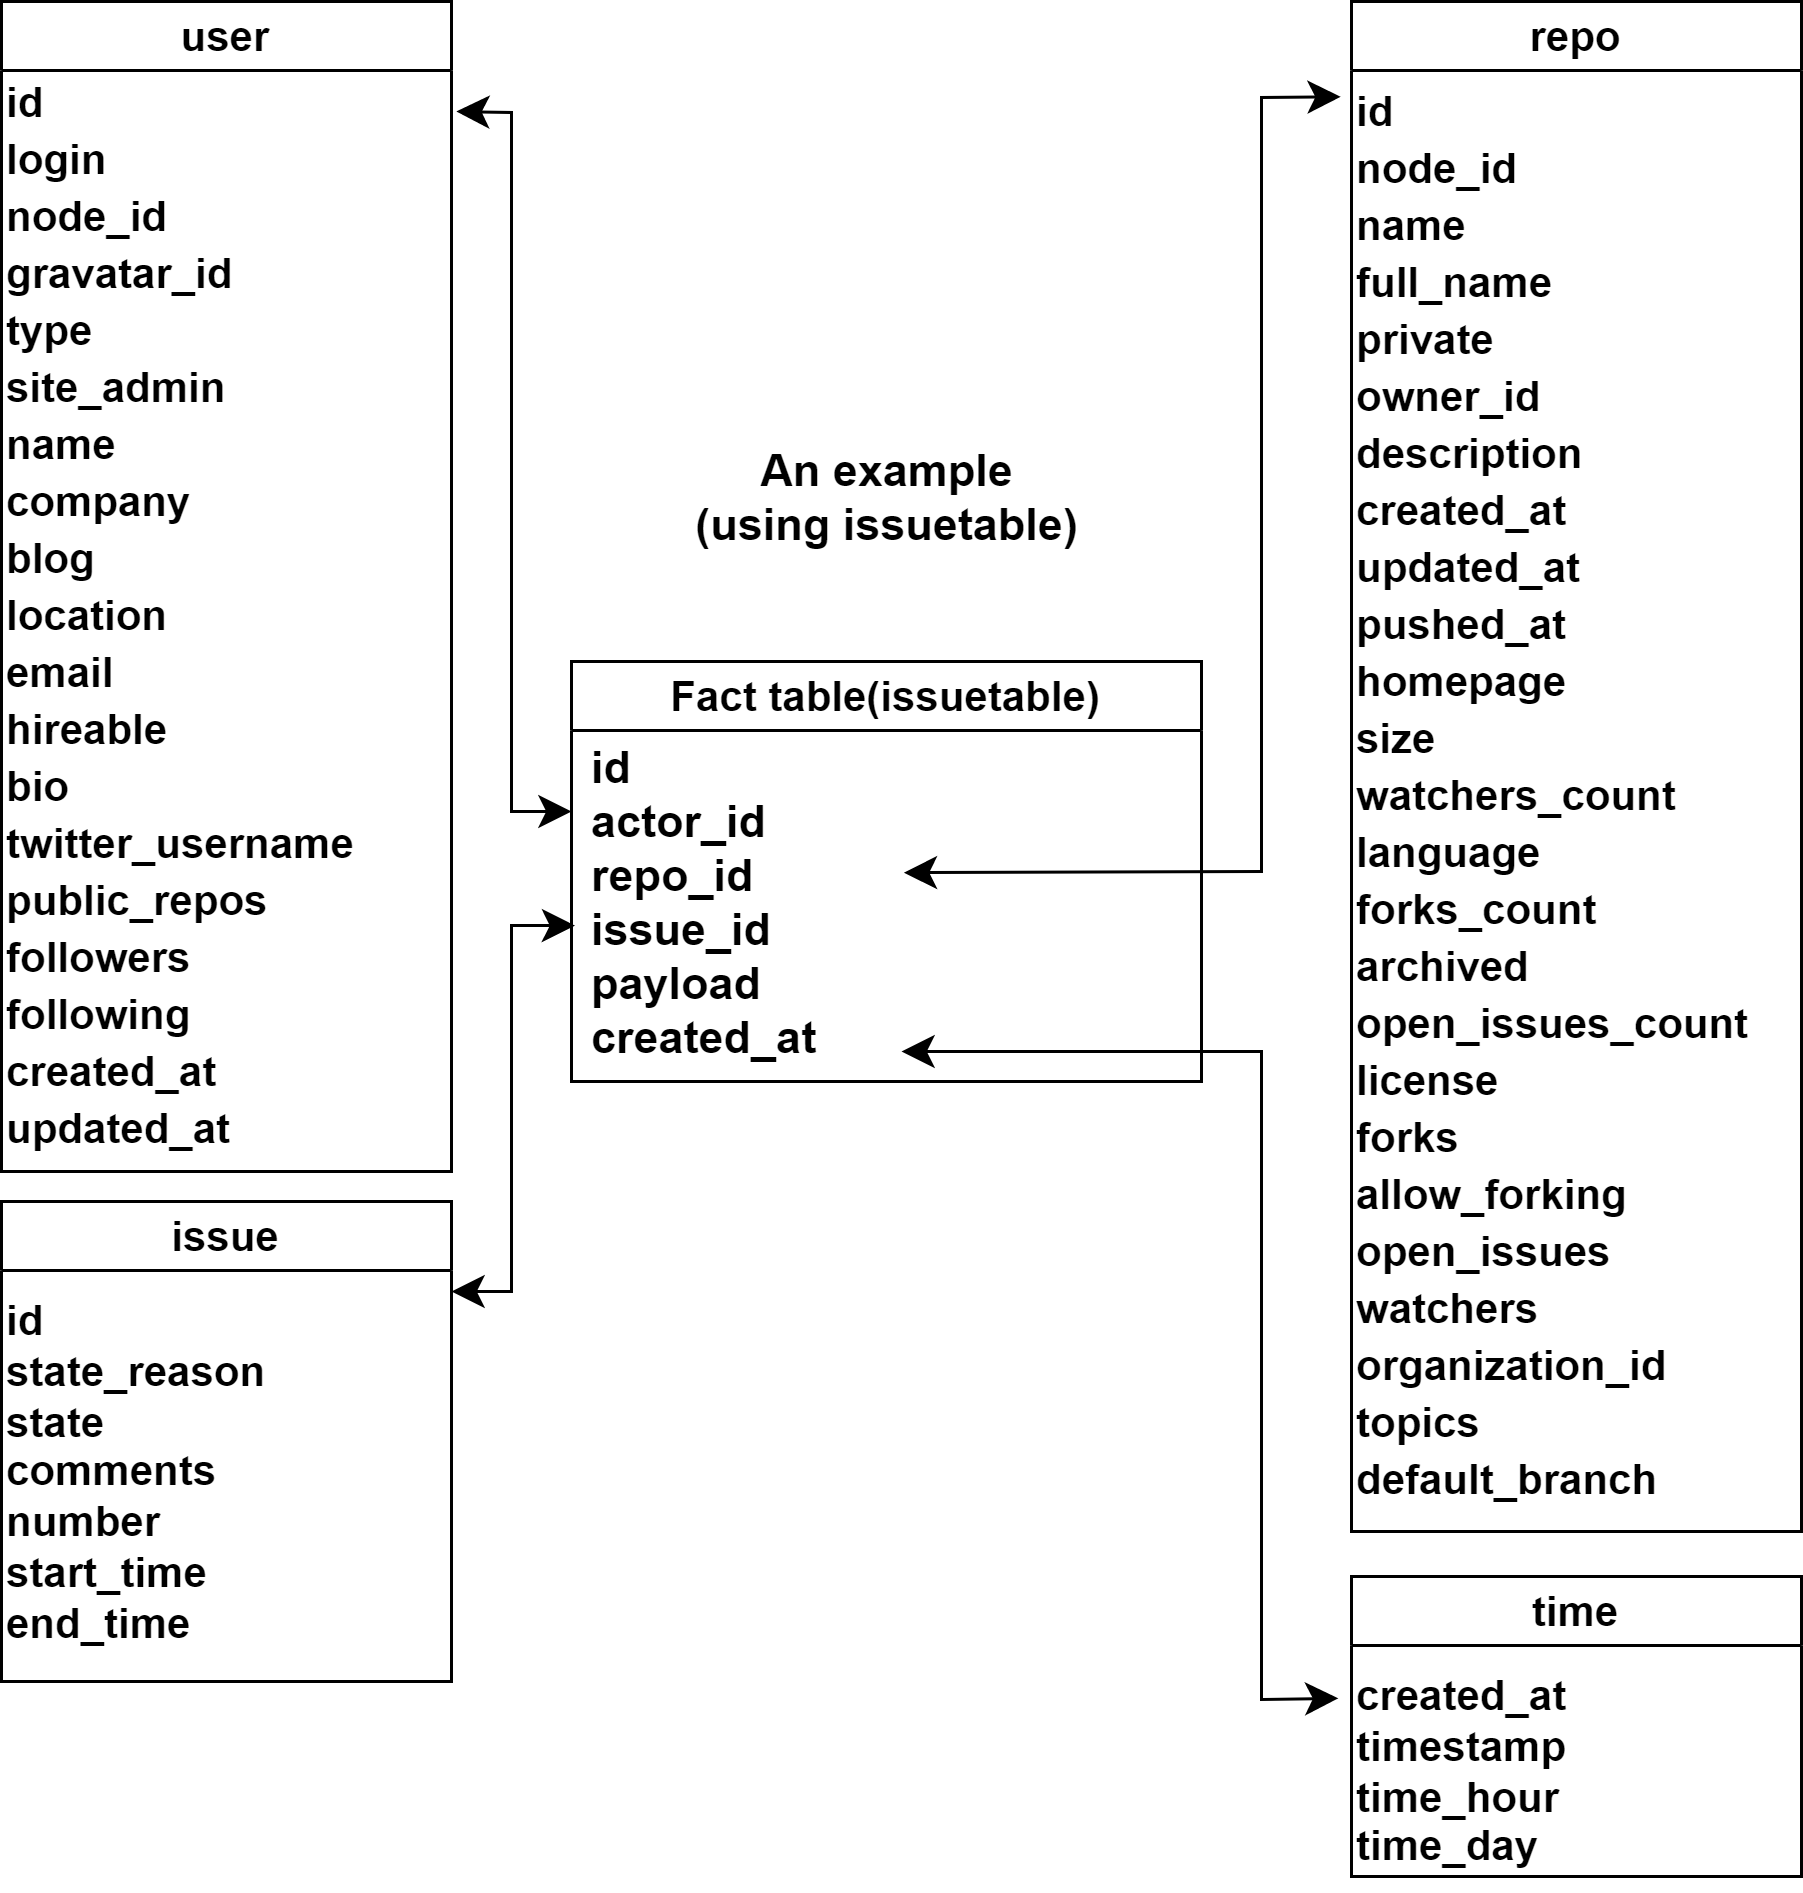 user
id
login
node_id
gravatar_id
type
site_admin
name
company
blog
location
email
hireable
bio
twitter_username
public_repos
followers
following
created_at
updated_at
issue
id
state_reason
state
comments
number
start_time
end_time
An example
(using issuetable)
Fact table(issuetable)
id
actor_id
repo_id
issue_id
payload
created_at
repo
id
node_id
name
full_name
private
owner_id
description
created_at
updated_at
pushed_at
homepage
size
watchers_count
language
forks_count
archived
open_issues_count
license
forks
allow_forking
open_issues
watchers
organization_id
topics
default_branch
time
created_at
timestamp
time_hour
time_day